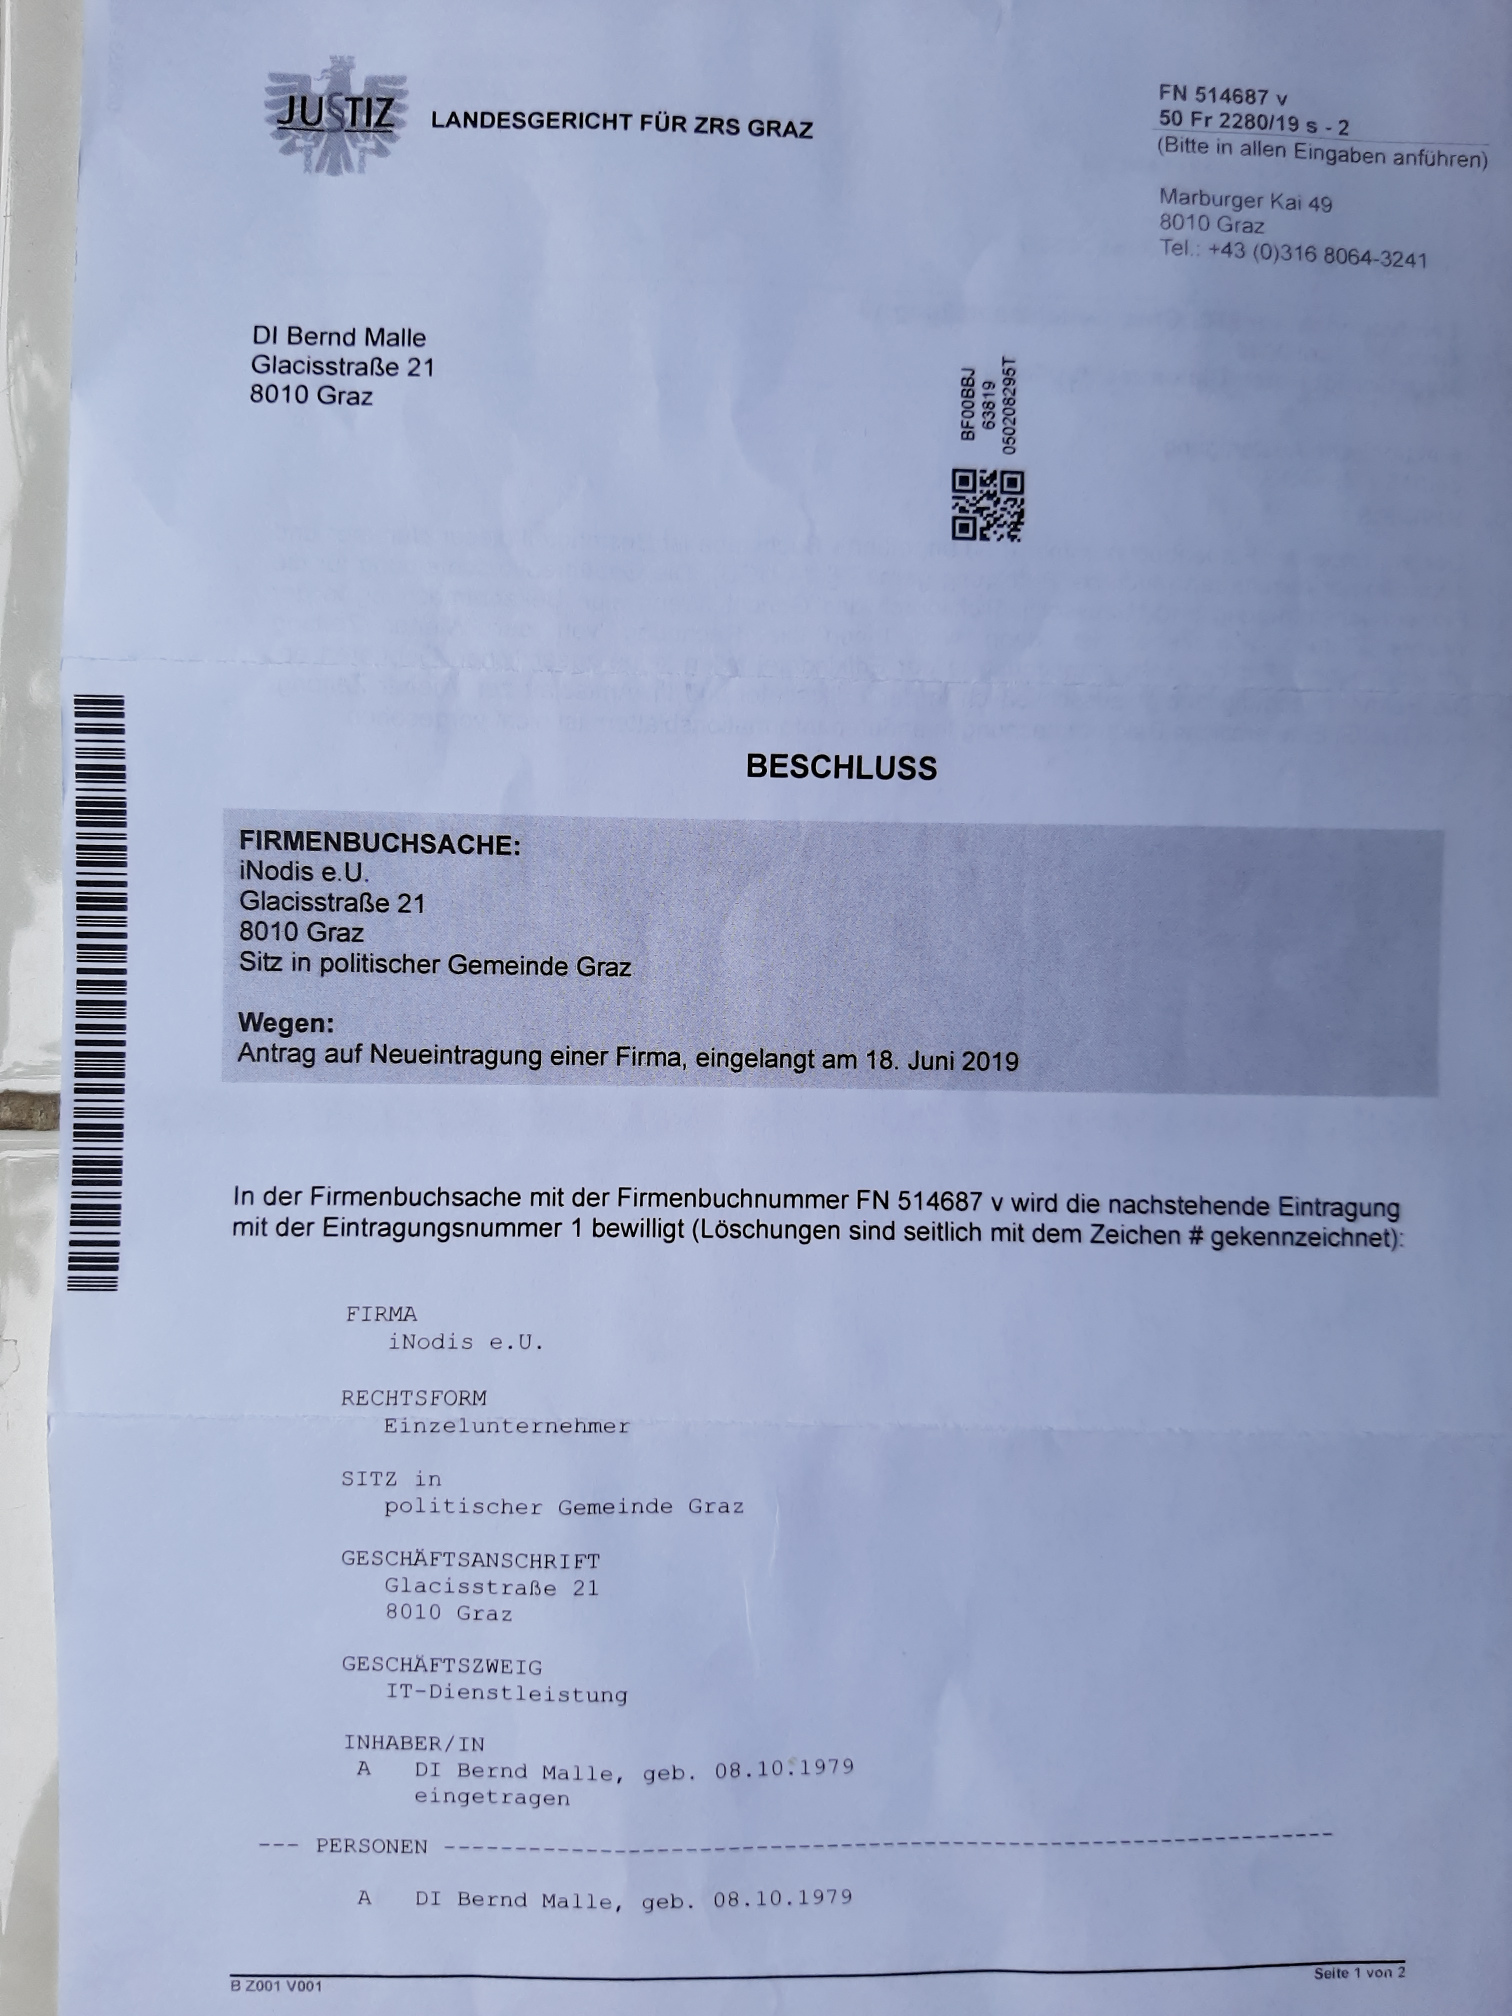 JUSTIZ
LANDESGERICHT FÜR ZRS GRAZ
FN 514687 v
50 Fr 2280/19 s - 2
(Bitte in allen Eingaben anführen)
Marburger Kai 49
8010 Graz
Tel.: +43 (0)316 8064-3241
DI Bernd Malle
Glacisstraße 21
8010 Graz
BF00BBJ
63819
050208295T
BESCHLUSS
FIRMENBUCHSACHE:
iNodis e.U.
Glacisstraße 21
8010 Graz
Sitz in politischer Gemeinde Graz
Wegen:
Antrag auf Neueintragung einer Firma, eingelangt am 18. Juni 2019
In der Firmenbuchsache mit der Firmenbuchnummer FN 514687 v wird die nachstehende Eintragung
mit der Eintragungsnummer 1 bewilligt (Löschungen sind seitlich mit dem Zeichen # gekennzeichnet):
FIRMA
iNodis e.U.
RECHTSFORM
Einzelunternehmer
SITZ in
politischer Gemeinde Graz
GESCHÄFTSANSCHRIFT
Glacisstraße 21
8010 Graz
GESCHÄFTSZWEIG
IT-Dienstleistung
INHABER/IN
A DI Bernd Malle, geb. 08.10.1979
eingetragen
--- PERSONEN ---------------------------------------------------------------
A DI Bernd Malle, geb. 08.10.1979
B Z001 V001
Seite 1 von 2